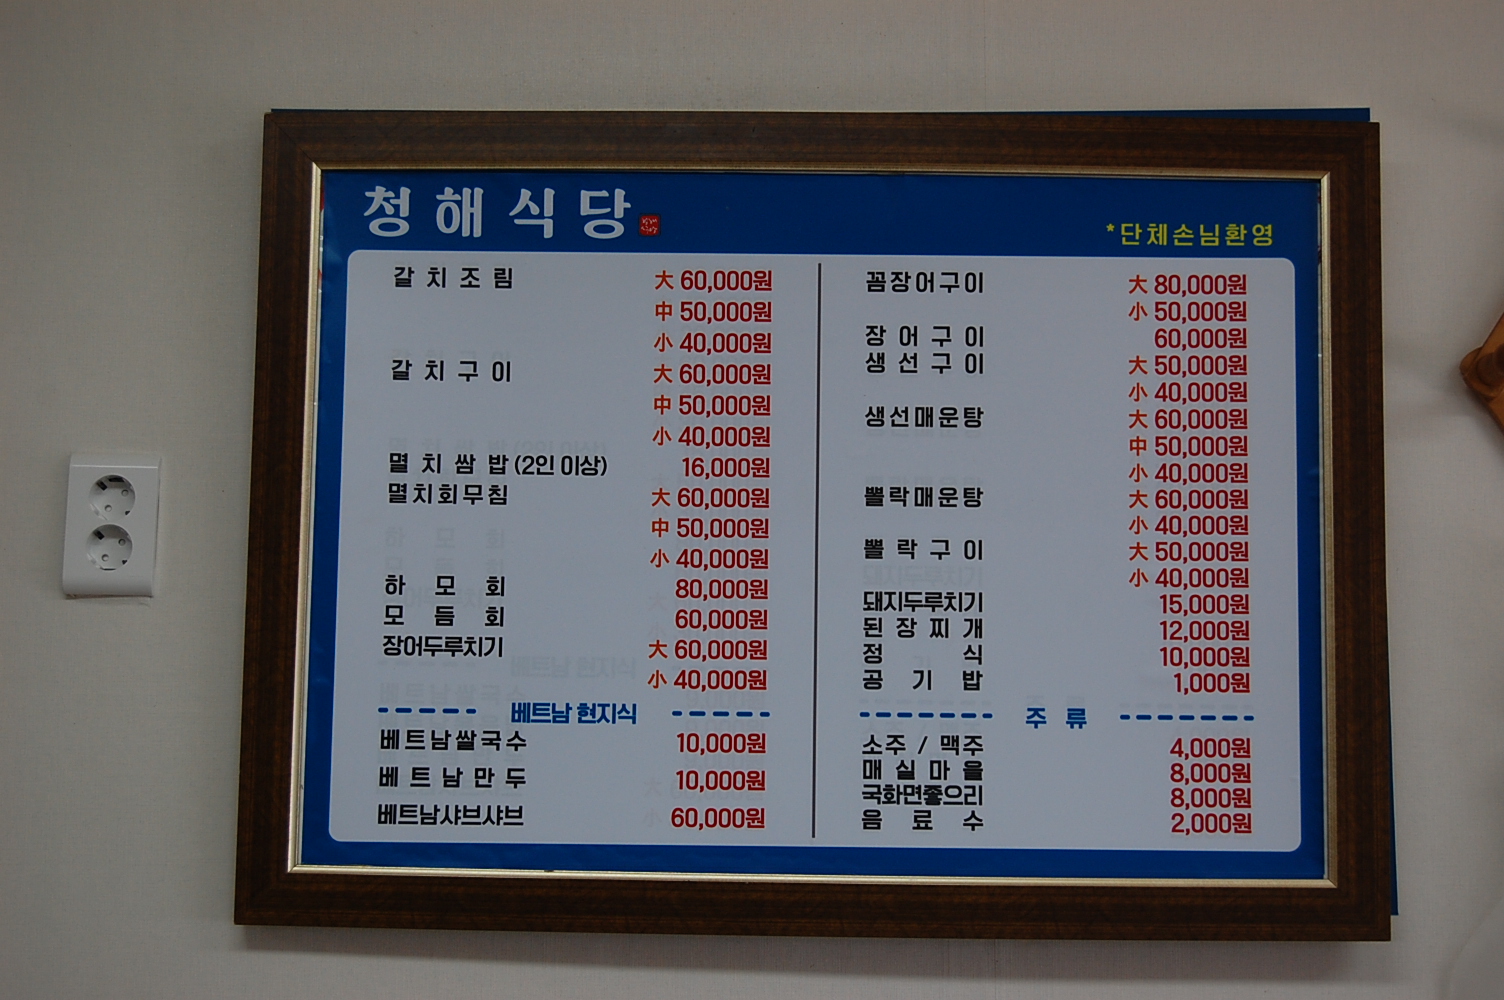 청해식당
*단체손님환영
갈치조림 大 60,000원
中 50,000원
小 40,000원
갈치구이 大 60,000원
中 50,000원
小 40,000원
멸치쌈밥 (2인 이상) 16,000원
멸치회무침 大 60,000원
中 50,000원
小 40,000원
하모회 80,000원
모듬회 60,000원
장어두루치기 大 60,000원
小 40,000원
베트남 현지식
베트남쌀국수 10,000원
베트남만두 10,000원
베트남샤브샤브 60,000원
꼼장어구이 大 80,000원
小 50,000원
장어구이 60,000원
생선구이 大 50,000원
小 40,000원
생선매운탕 大 60,000원
中 50,000원
小 40,000원
뽈락매운탕 大 60,000원
小 40,000원
뽈락구이 大 50,000원
小 40,000원
돼지두루치기 15,000원
된장찌개 12,000원
정식 10,000원
공기밥 1,000원
주류
소주 / 맥주 4,000원
매실마을 8,000원
국화면좋으리 8,000원
음료수 2,000원